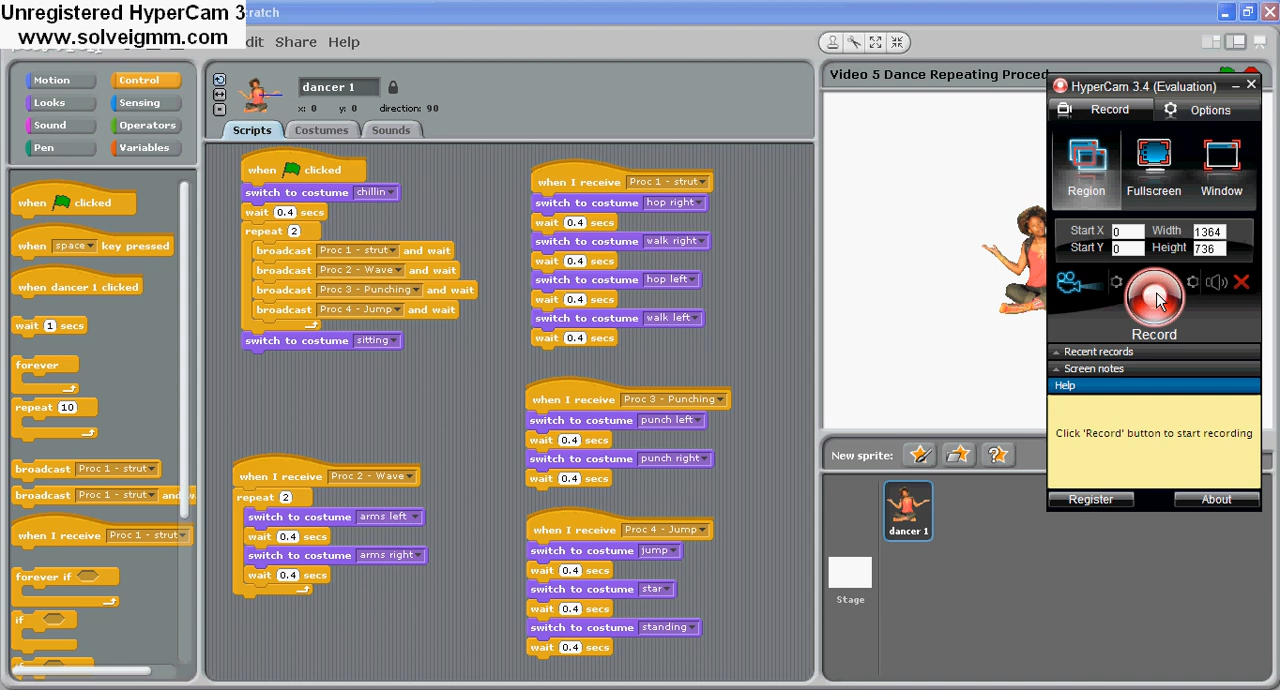 Unregistered HyperCam 3
www.solveigmm.com
ratch
dit Share Help
Motion Control
Looks Sensing
Sound Operators
Pen Variables
when clicked
when space key pressed
when dancer 1 clicked
wait 1 secs
forever
repeat 10
broadcast Proc 1 - strut
broadcast Proc 1 - strut and w
when I receive Proc 1 - strut
forever if
if
dancer 1
x: 0 y: 0 direction: 90
Scripts Costumes Sounds
when clicked
switch to costume chillin
wait 0.4 secs
repeat 2
broadcast Proc 1 - strut and wait
broadcast Proc 2 - Wave and wait
broadcast Proc 3 - Punching and wait
broadcast Proc 4 - Jump and wait
switch to costume sitting
when I receive Proc 2 - Wave
repeat 2
switch to costume arms left
wait 0.4 secs
switch to costume arms right
wait 0.4 secs
when I receive Proc 1 - strut
switch to costume hop right
wait 0.4 secs
switch to costume walk right
wait 0.4 secs
switch to costume hop left
wait 0.4 secs
switch to costume walk left
wait 0.4 secs
when I receive Proc 3 - Punching
switch to costume punch left
wait 0.4 secs
switch to costume punch right
wait 0.4 secs
when I receive Proc 4 - Jump
switch to costume jump
wait 0.4 secs
switch to costume star
wait 0.4 secs
switch to costume standing
wait 0.4 secs
Video 5 Dance Repeating Proced
New sprite:
dancer 1
Stage
HyperCam 3.4 (Evaluation)
Record Options
Region Fullscreen Window
Start X 0 Width 1364
Start Y 0 Height 736
Record
Recent records
Screen notes
Help
Click 'Record' button to start recording
Register About